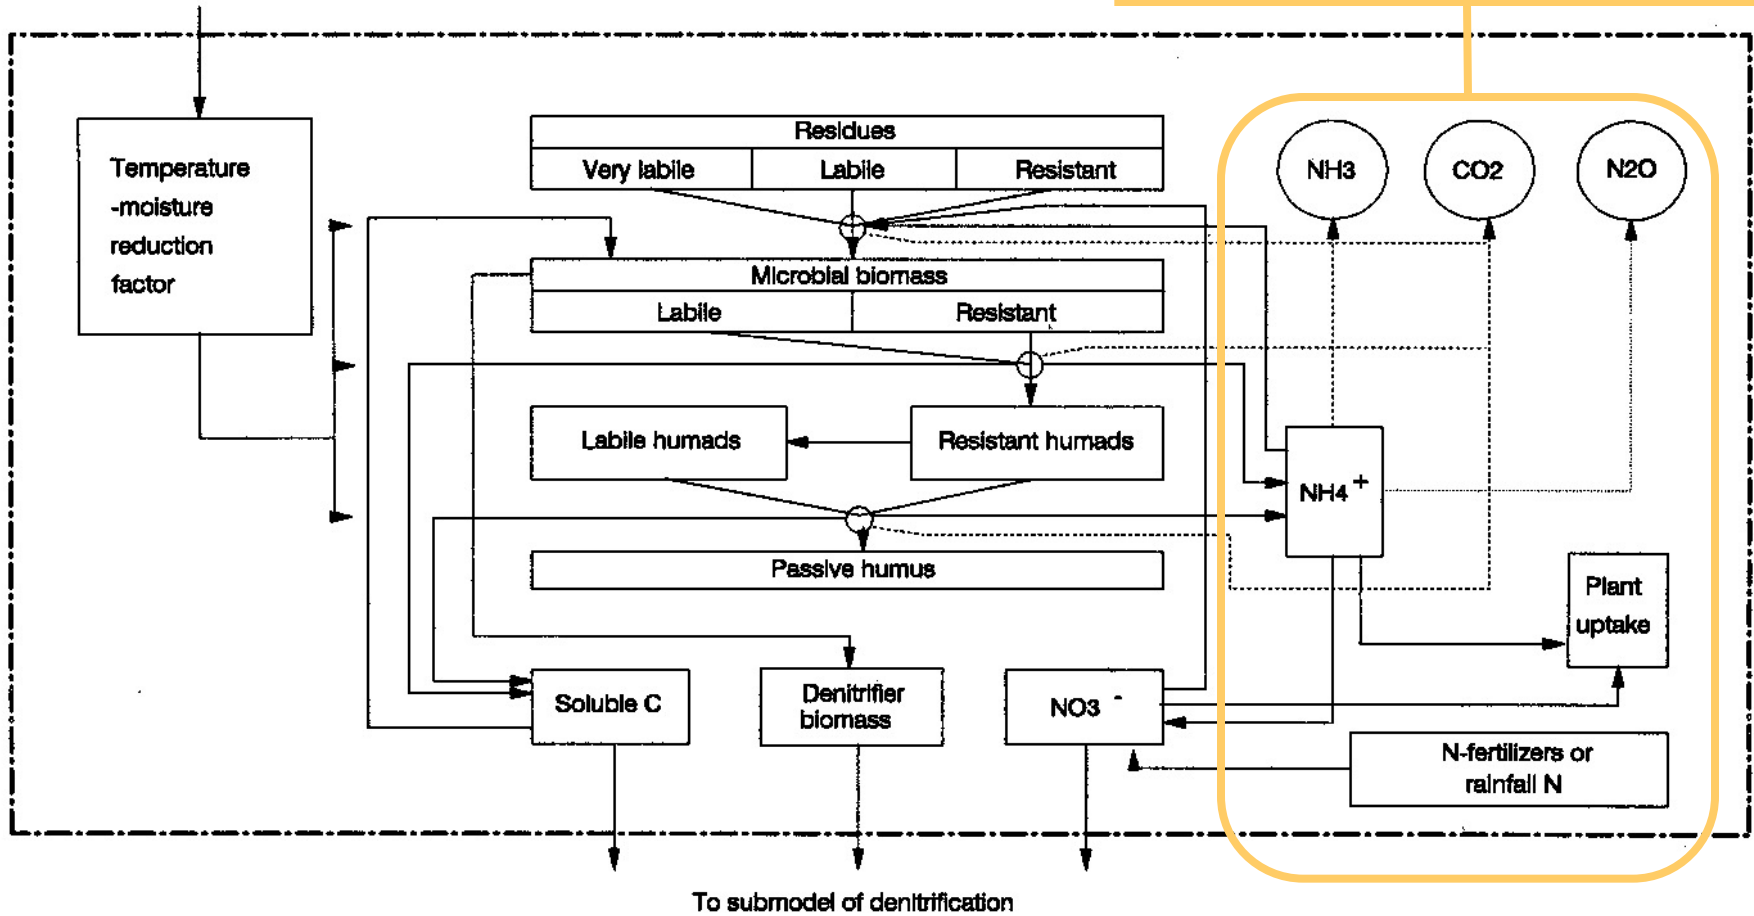 Temperature
-moisture
reduction
factor
Residues
Very labile
Labile
Resistant
NH3
CO2
N2O
Microbial biomass
Labile
Resistant
Labile humads
Resistant humads
NH4 +
Passive humus
Plant
uptake
Soluble C
Denitrifier
biomass
NO3 -
N-fertilizers or
rainfall N
To submodel of denitrification